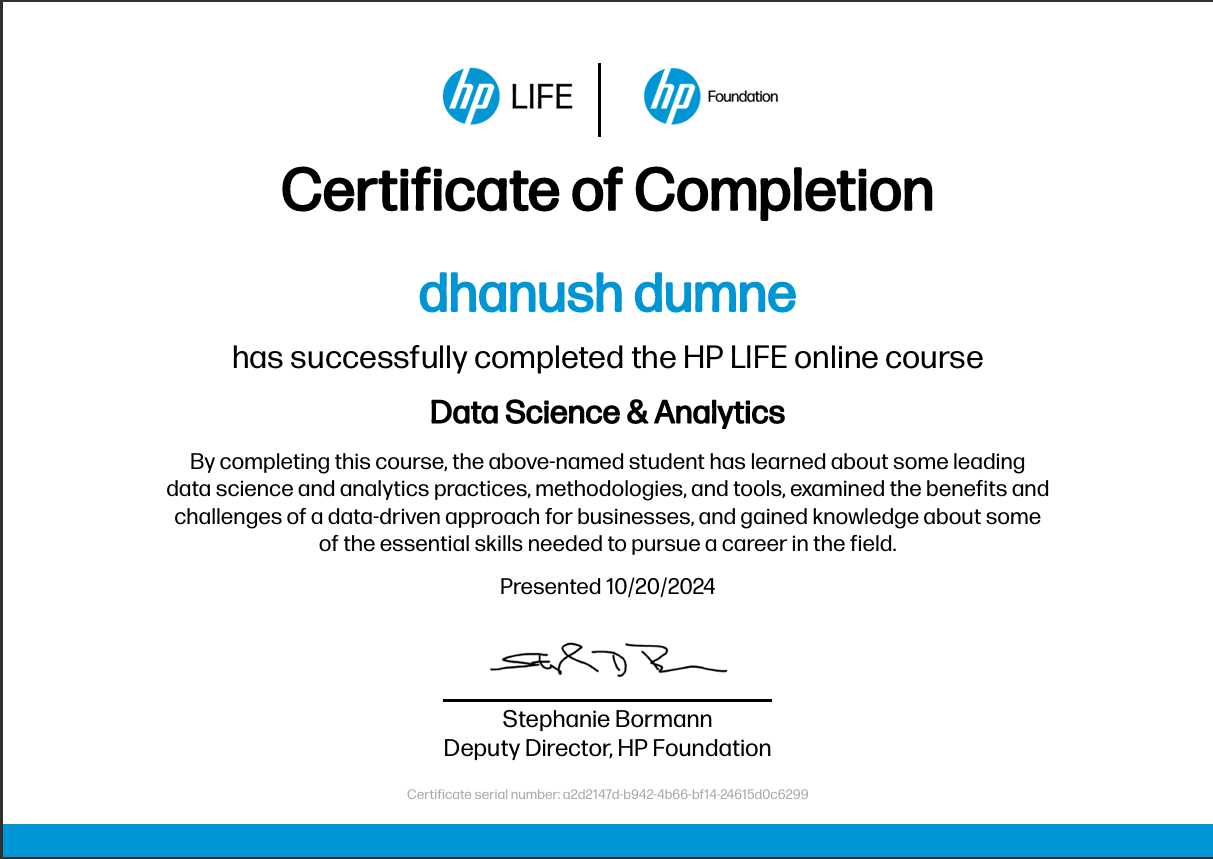 hp LIFE hp Foundation
Certificate of Completion
dhanush dumne
has successfully completed the HP LIFE online course
Data Science & Analytics
By completing this course, the above-named student has learned about some leading
data science and analytics practices, methodologies, and tools, examined the benefits and
challenges of a data-driven approach for businesses, and gained knowledge about some
of the essential skills needed to pursue a career in the field.
Presented 10/20/2024
Stephanie Bormann
Deputy Director, HP Foundation
Certificate serial number: a2d2147d-b942-4b66-bf14-24615d0c6299